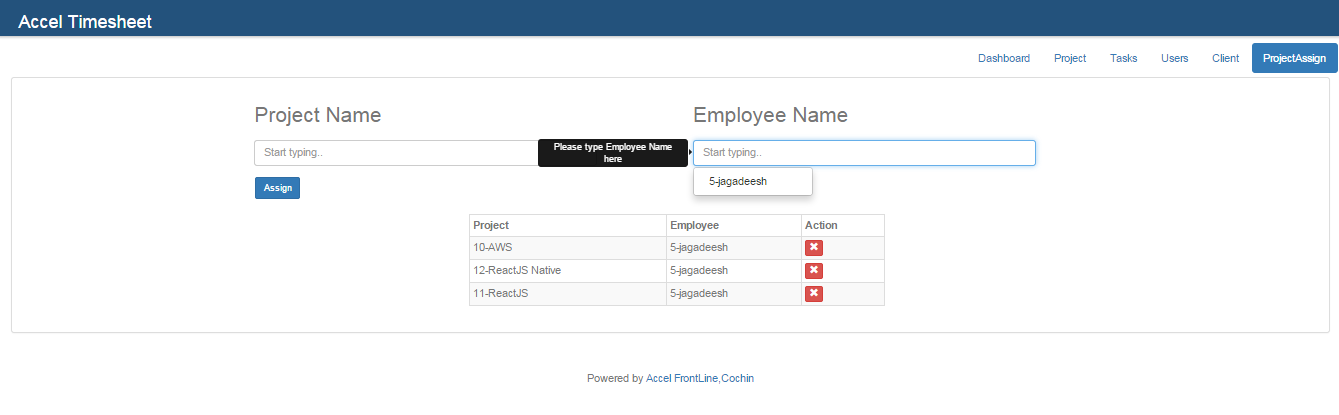 Accel Timesheet
Dashboard Project Tasks Users Client ProjectAssign
Project Name
Employee Name
Start typing..
Please type Employee Name
here
Start typing..
5-jagadeesh
Assign
Project Employee Action
10-AWS 5-jagadeesh
12-ReactJS Native 5-jagadeesh
11-ReactJS 5-jagadeesh
Powered by Accel FrontLine,Cochin